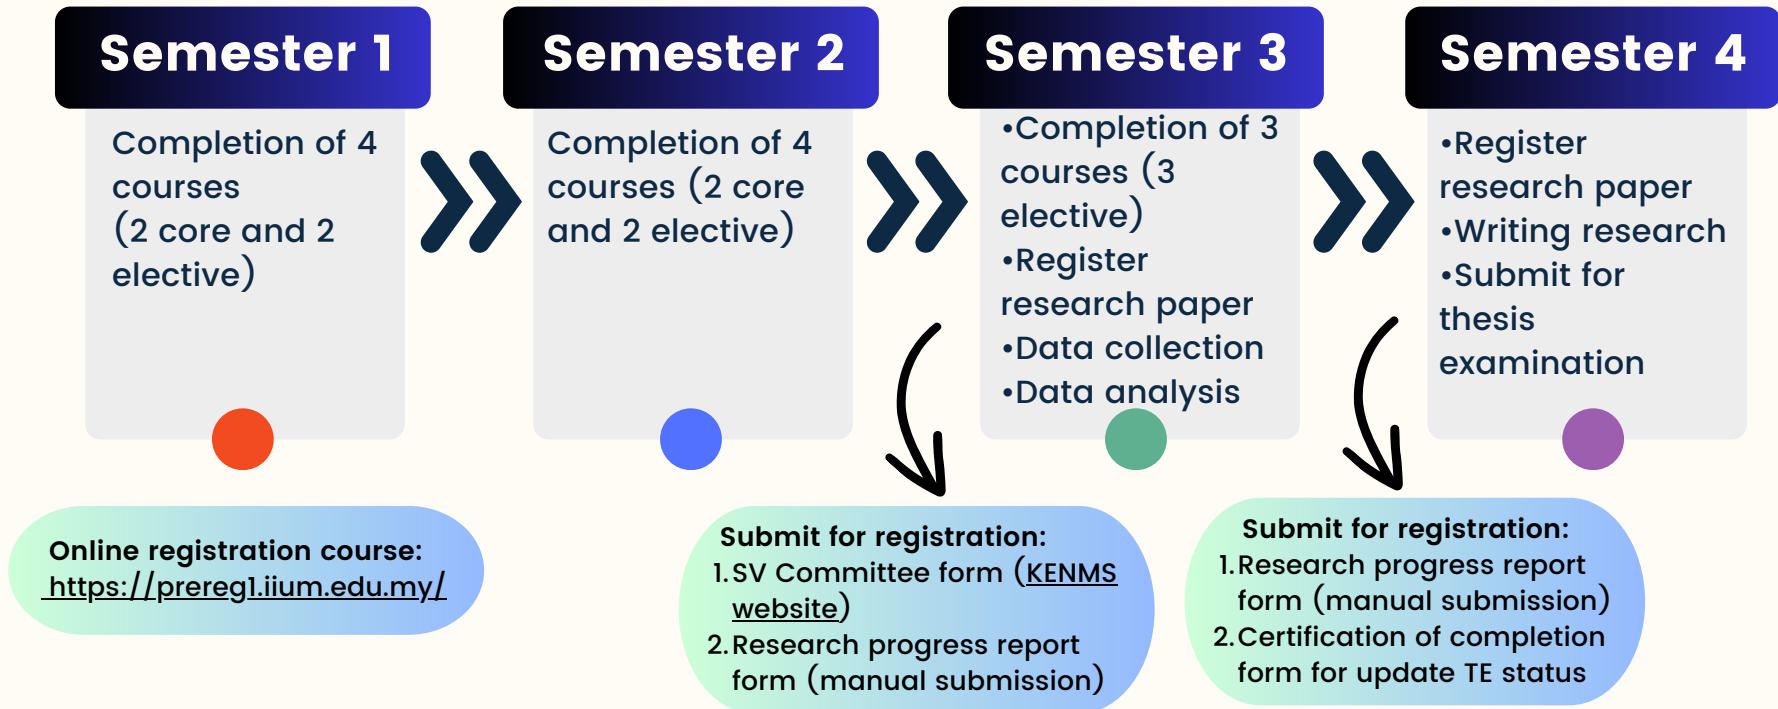 Semester 1
Completion of 4
courses
(2 core and 2
elective)
Semester 2
Completion of 4
courses (2 core
and 2 elective)
Semester 3
•Completion of 3
courses (3
elective)
•Register
research paper
•Data collection
•Data analysis
Semester 4
•Register
research paper
•Writing research
•Submit for
thesis
examination
Online registration course:
https://prereg1.iium.edu.my/
Submit for registration:
1.SV Committee form (KENMS
website)
2.Research progress report
form (manual submission)
Submit for registration:
1.Research progress report
form (manual submission)
2.Certification of completion
form for update TE status